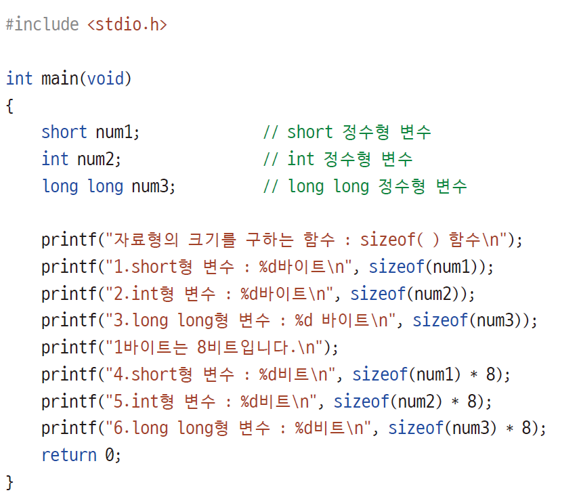 #include <stdio.h>
int main(void)
{
short num1; // short 정수형 변수
int num2; // int 정수형 변수
long long num3; // long long 정수형 변수
printf("자료형의 크기를 구하는 함수 : sizeof( ) 함수\n");
printf("1.short형 변수 : %d바이트\n", sizeof(num1));
printf("2.int형 변수 : %d바이트\n", sizeof(num2));
printf("3.long long형 변수 : %d 바이트\n", sizeof(num3));
printf("1바이트는 8비트입니다.\n");
printf("4.short형 변수 : %d비트\n", sizeof(num1) * 8);
printf("5.int형 변수 : %d비트\n", sizeof(num2) * 8);
printf("6.long long형 변수 : %d비트\n", sizeof(num3) * 8);
return 0;
}